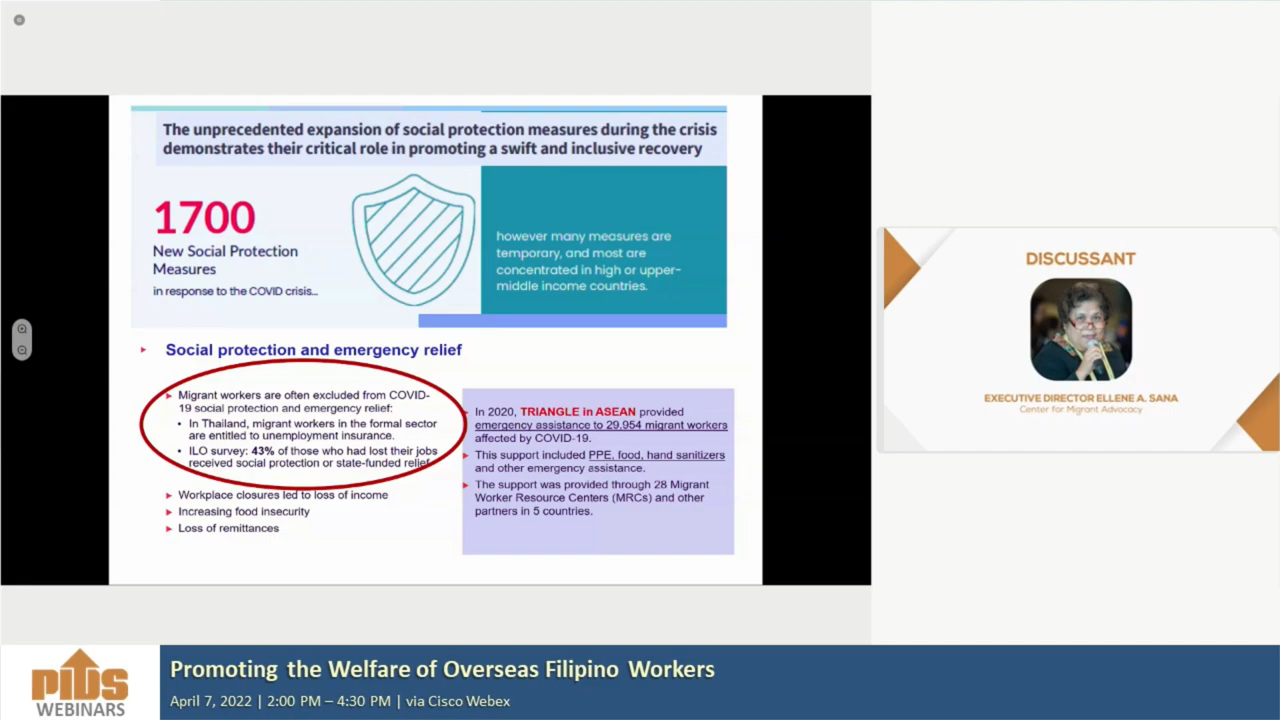 The unprecedented expansion of social protection measures during the crisis
demonstrates their critical role in promoting a swift and inclusive recovery
1700
New Social Protection
Measures
in response to the COVID crisis...
however many measures are
temporary, and most are
concentrated in high or upper-
middle income countries.
Social protection and emergency relief
Migrant workers are often excluded from COVID-
19 social protection and emergency relief:
• In Thailand, migrant workers in the formal sector
are entitled to unemployment insurance.
• ILO survey: 43% of those who had lost their jobs
received social protection or state-funded relief
Workplace closures led to loss of income
Increasing food insecurity
Loss of remittances
In 2020, TRIANGLE in ASEAN provided
emergency assistance to 29,954 migrant workers
affected by COVID-19.
This support included PPE, food, hand sanitizers
and other emergency assistance.
The support was provided through 28 Migrant
Worker Resource Centers (MRCs) and other
partners in 5 countries.
DISCUSSANT
EXECUTIVE DIRECTOR ELLENE A. SANA
Center for Migrant Advocacy
PIDS
WEBINARS
Promoting the Welfare of Overseas Filipino Workers
April 7, 2022 | 2:00 PM – 4:30 PM | via Cisco Webex